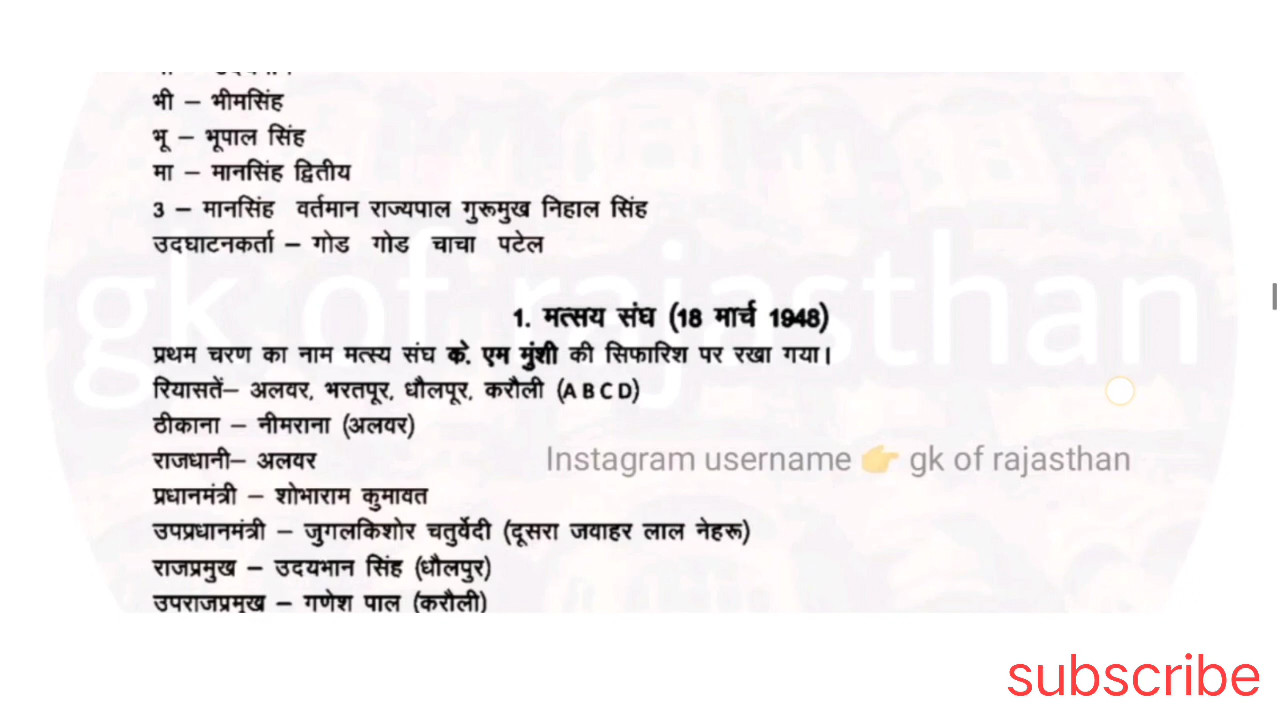 भी – भीमसिंह
भू – भूपाल सिंह
मा – मानसिंह द्वितीय
3 – मानसिंह वर्तमान राज्यपाल गुरूमुख निहाल सिंह
उदघाटनकर्ता – गोड गोड चाचा पटेल
1. मत्सय संघ (18 मार्च 1948)
प्रथम चरण का नाम मत्स्य संघ के. एम मुंशी की सिफारिश पर रखा गया।
रियासतें– अलवर, भरतपूर, धौलपूर, करौली (A B C D)
ठीकाना – नीमराना (अलवर)
राजधानी– अलवर
Instagram username 👉 gk of rajasthan
प्रधानमंत्री – शोभाराम कुमावत
उपप्रधानमंत्री – जुगलकिशोर चतुर्वेदी (दूसरा जवाहर लाल नेहरू)
राजप्रमुख – उदयभान सिंह (धौलपुर)
उपराजप्रमुख – गणेश पाल (करौली)
gk of rajasthan
subscribe